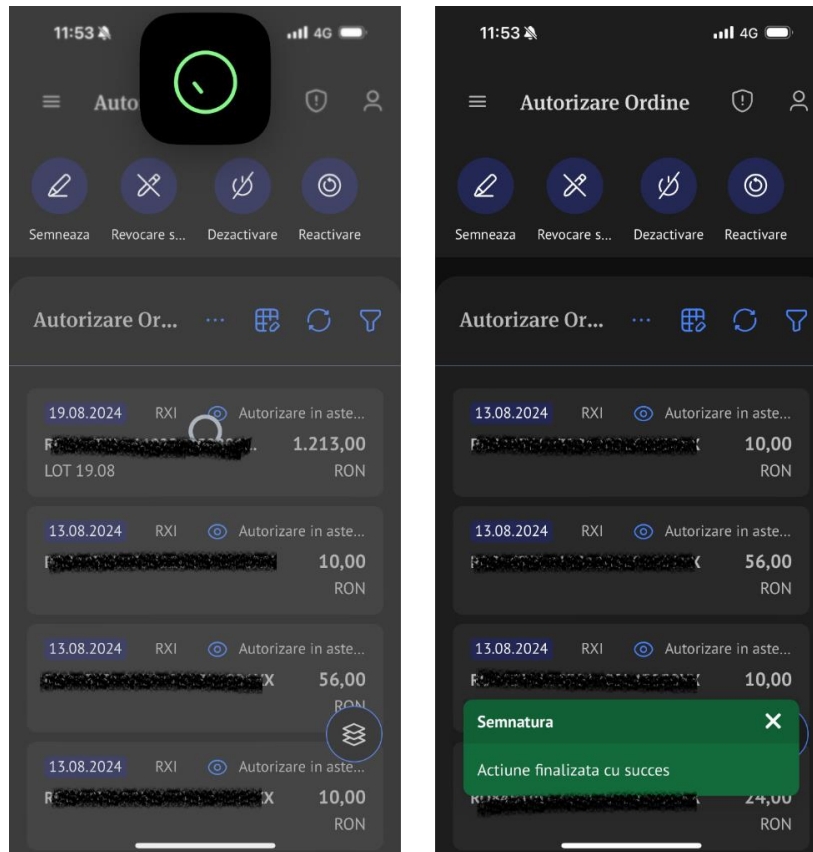 11:53
4G
Auto
Semneaza Revocare s... Dezactivare Reactivare
Autorizare Or... ...
19.08.2024 RXI Autorizare in aste...
1.213,00
LOT 19.08 RON
13.08.2024 RXI Autorizare in aste...
10,00
RON
13.08.2024 RXI Autorizare in aste...
X 56,00
RON
13.08.2024 RXI Autorizare in aste...
X 10,00
RON
11:53 4G
Autorizare Ordine
Semneaza Revocare s... Dezactivare Reactivare
Autorizare Or... ...
13.08.2024 RXI Autorizare in aste...
10,00
RON
13.08.2024 RXI Autorizare in aste...
56,00
RON
13.08.2024 RXI Autorizare in aste...
10,00
Semnatura
Actiune finalizata cu succes
24,00
RON